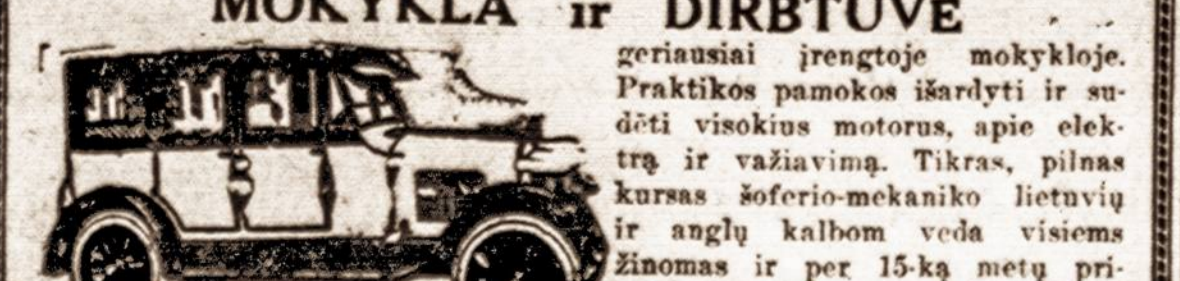 MOKYKLA ir DIRBTUVĖ
geriausiai įrengtoje mokykloje.
Praktikos pamokos išardyti ir su-
dėti visokius motorus, apie elek-
trą ir važiavimą. Tikras, pilnas
kursas šoferio-mekaniko lietuvių
ir anglų kalbom veda visiems
žinomas ir per 15-ką metų pri-